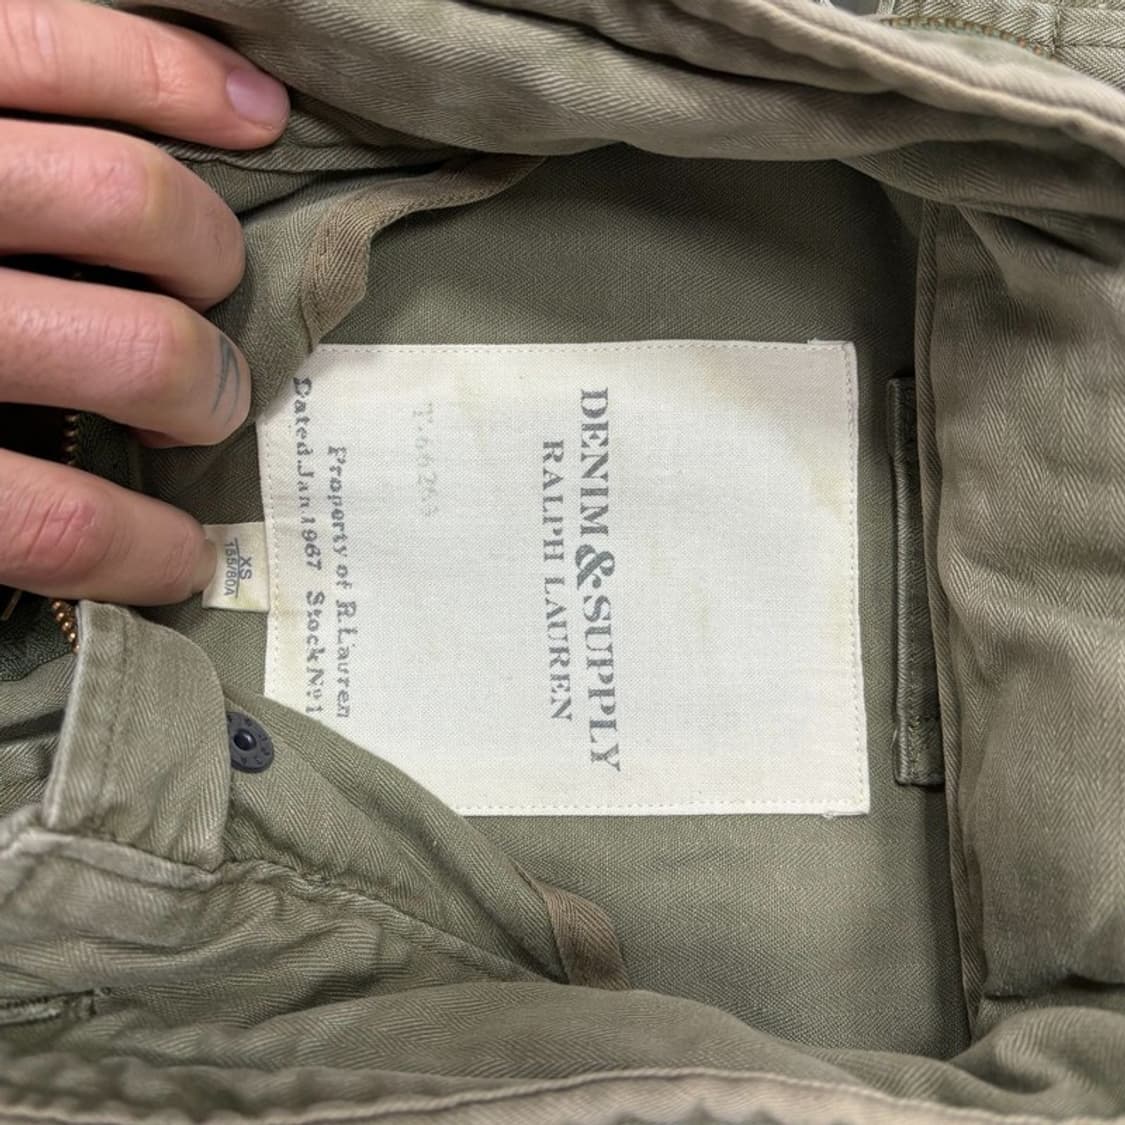 DENIM & SUPPLY
RALPH LAUREN
Property of R.Lauren
Dated Jan.1967 Stock Nº 1
XS
155/80A